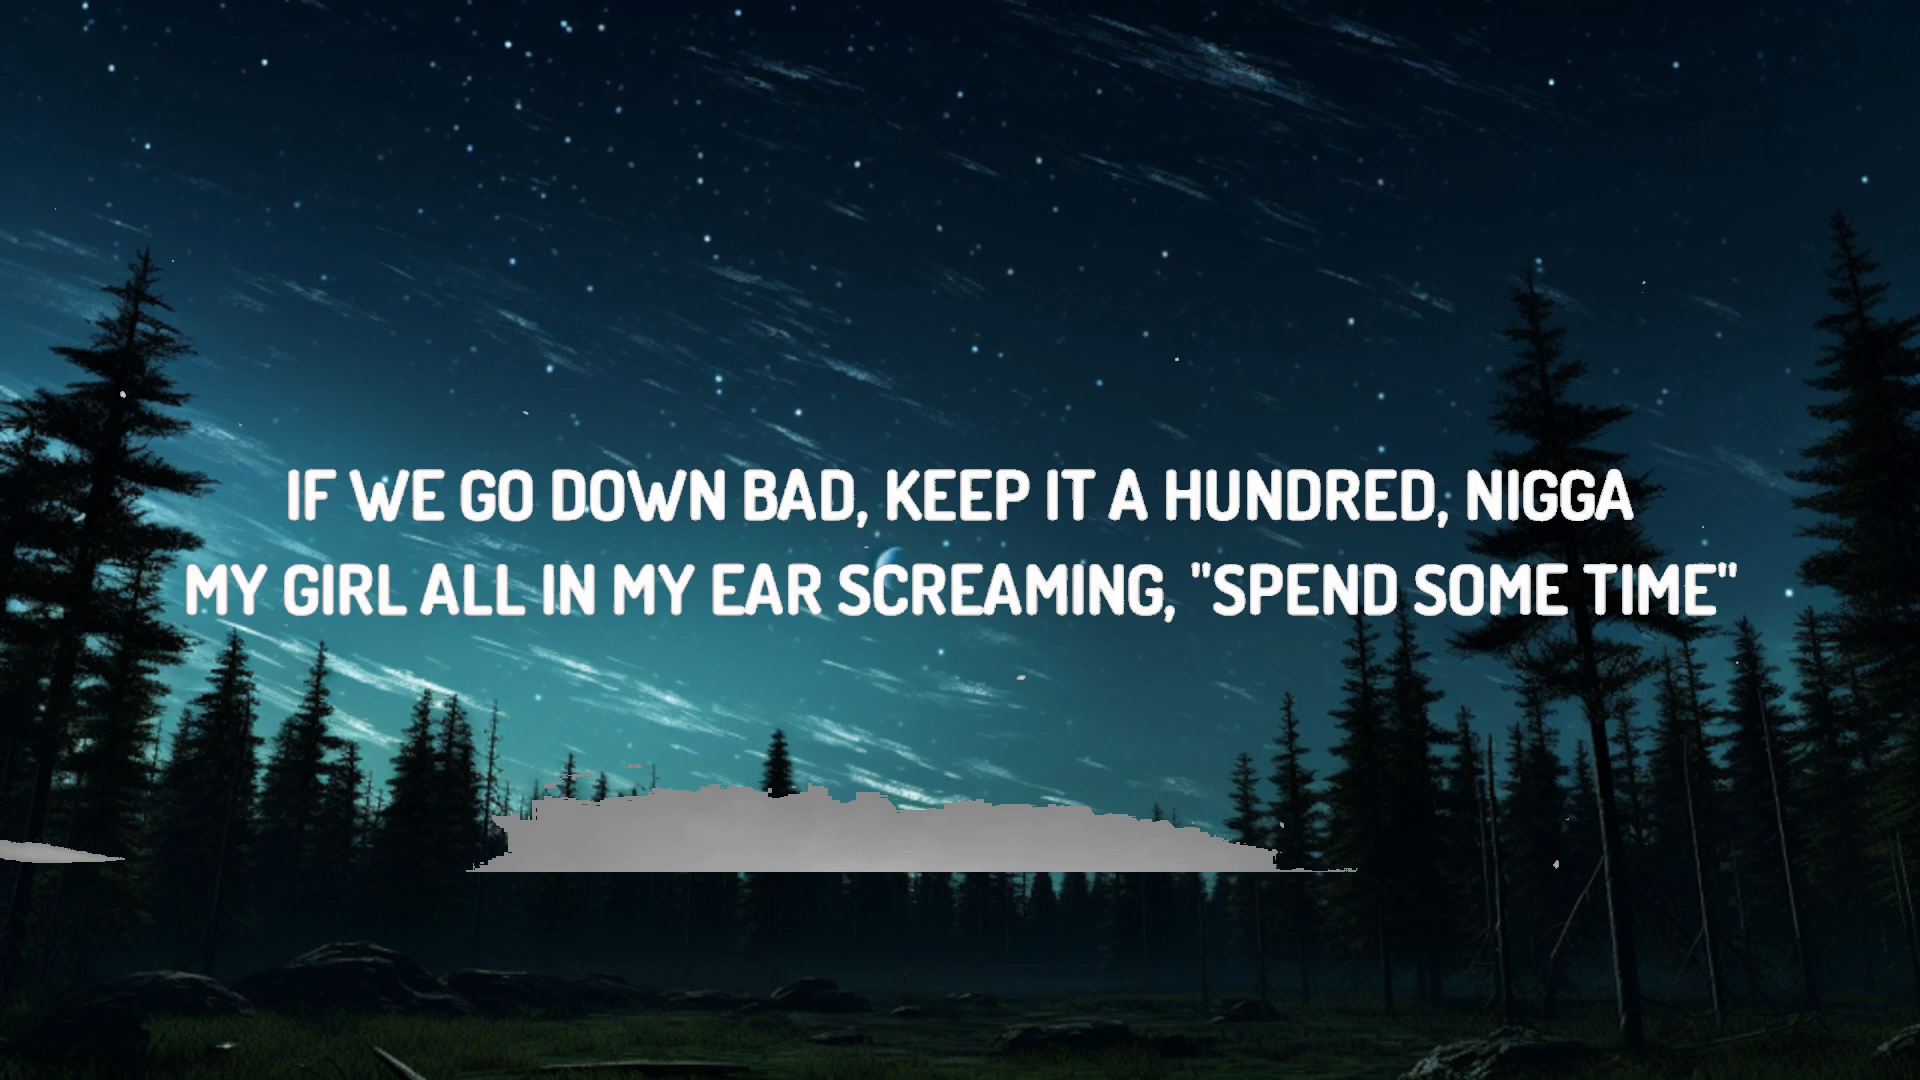 IF WE GO DOWN BAD, KEEP IT A HUNDRED, NIGGA
MY GIRL ALL IN MY EAR SCREAMING, "SPEND SOME TIME"